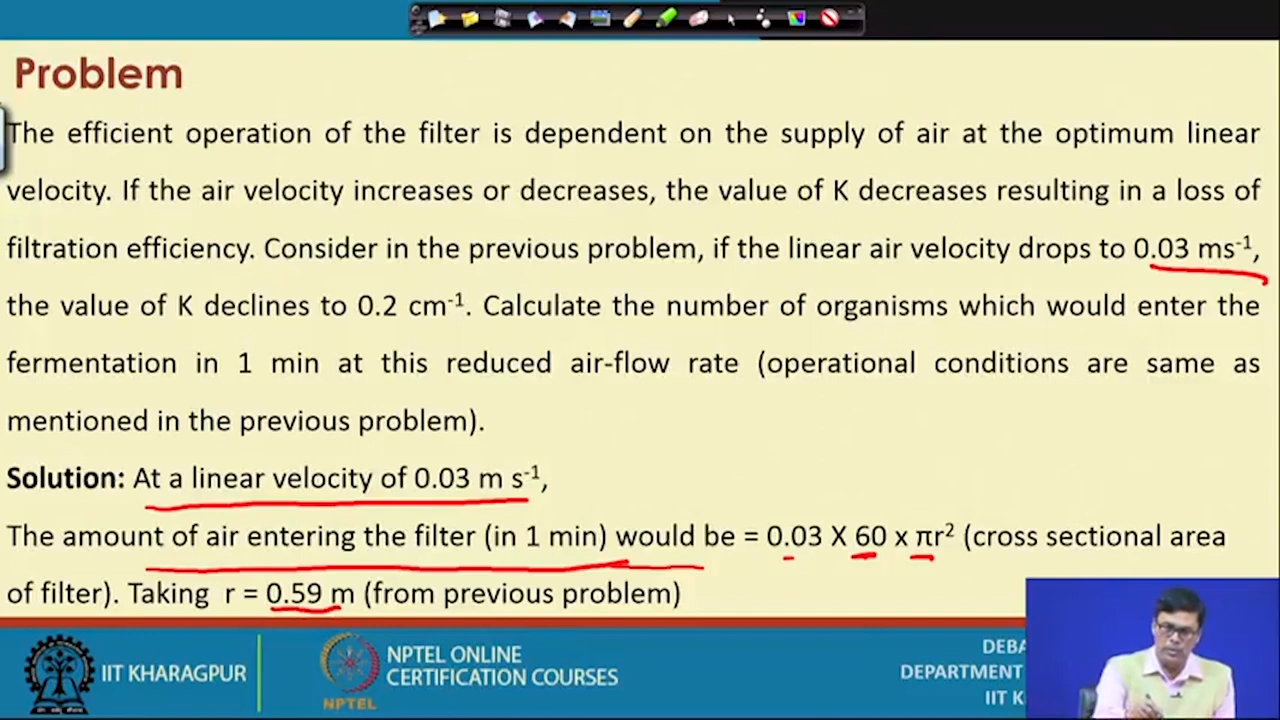 Problem
The efficient operation of the filter is dependent on the supply of air at the optimum linear
velocity. If the air velocity increases or decreases, the value of K decreases resulting in a loss of
filtration efficiency. Consider in the previous problem, if the linear air velocity drops to 0.03 ms⁻¹,
the value of K declines to 0.2 cm⁻¹. Calculate the number of organisms which would enter the
fermentation in 1 min at this reduced air-flow rate (operational conditions are same as
mentioned in the previous problem).
Solution: At a linear velocity of 0.03 m s⁻¹,
The amount of air entering the filter (in 1 min) would be = 0.03 X 60 x πr² (cross sectional area
of filter). Taking r = 0.59 m (from previous problem)
IIT KHARAGPUR
NPTEL
NPTEL ONLINE
CERTIFICATION COURSES
DEBA
DEPARTMENT
IIT K